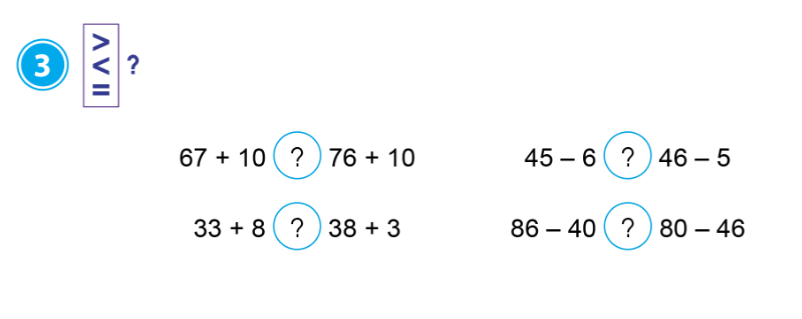 3 > < = ?
67 + 10 ? 76 + 10
45 – 6 ? 46 – 5
33 + 8 ? 38 + 3
86 – 40 ? 80 – 46